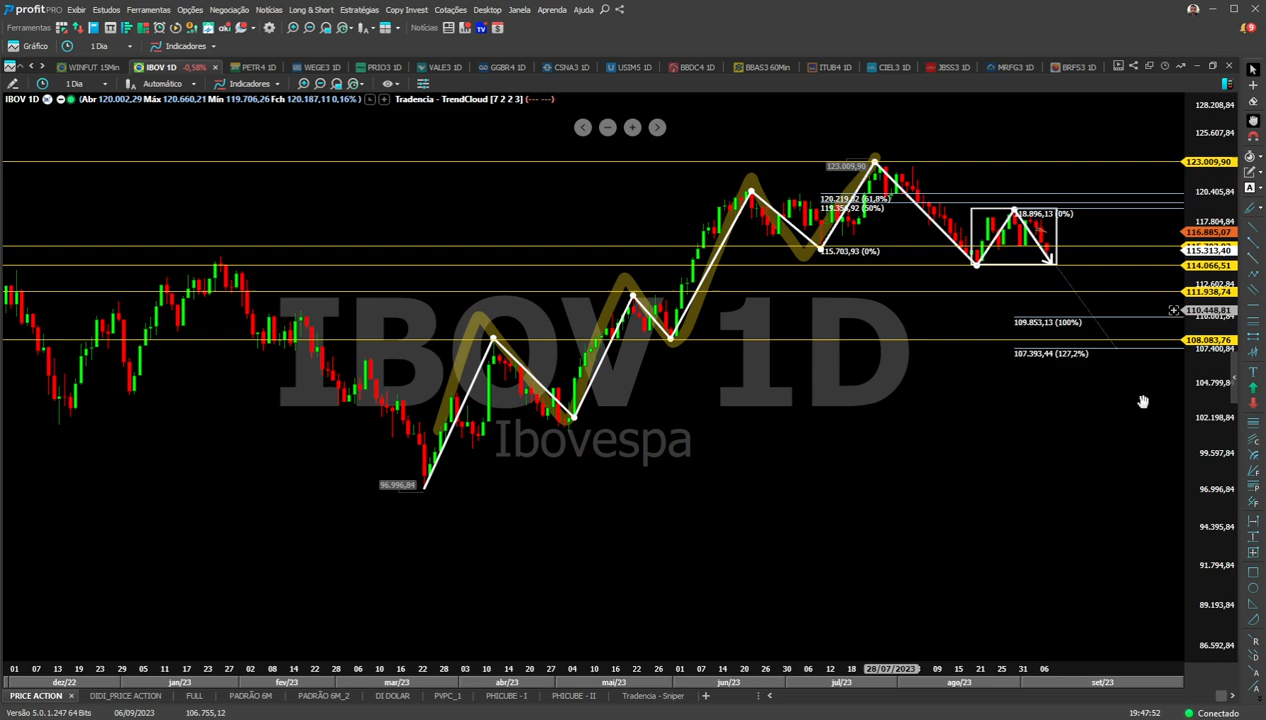 profitPRO Exibir Estudos Ferramentas Opções Negociação Notícias Long & Short Estratégias Copy Invest Cotações Desktop Janela Aprenda Ajuda
Ferramentas Notícias 9
Gráfico 1 Dia Indicadores
WINFUT 15Min IBOV 1D -0,58% PETR4 1D WEGE3 1D PRIO3 1D VALE3 1D GGBR4 1D CSNA3 1D USIM5 1D BBDC4 1D BBAS3 60Min ITUB4 1D CIEL3 1D JBSS3 1D MRFG3 1D BRFS3 1D
1 Dia Automático Indicadores
IBOV 1D (Abr 120.002,29 Máx 120.660,21 Mín 119.706,26 Fch 120.187,11 0,16%) Tradencia - TrendCloud [7 2 2 3] (--- ---)
128.208,84
125.607,84
123.009,90
123.009,90
120.405,84
120.219,22 (61,8%)
119.356,92 (50%)
118.896,13 (0%)
117.804,84
116.885,07
115.703,93 (0%)
115.313,40
114.066,51
112.602,84
111.938,74
110.448,81
109.853,13 (100%)
108.083,76
107.400,84
107.393,44 (127,2%)
104.799,84
102.198,84
99.597,84
96.996,84
96.996,84
94.395,84
91.794,84
89.193,84
86.592,84
IBOV 1D
Ibovespa
01 07 13 19 23 29 05 11 17 23 27 02 08 14 22 28 06 10 16 22 28 03 10 14 20 27 04 10 16 22 26 01 07 14 20 26 30 06 12 18 28/07/2023 09 15 21 25 31 06
dez/22 jan/23 fev/23 mar/23 abr/23 mai/23 jun/23 jul/23 ago/23 set/23
PRICE ACTION DIDI_PRICE ACTION FULL PADRÃO 6M PADRÃO 6M_2 DI DOLAR PVPC_1 PHICUBE - I PHICUBE - II Tradencia - Sniper
Versão 5.0.1.247 64 Bits 06/09/2023 106.755,12 19:47:52 Conectado